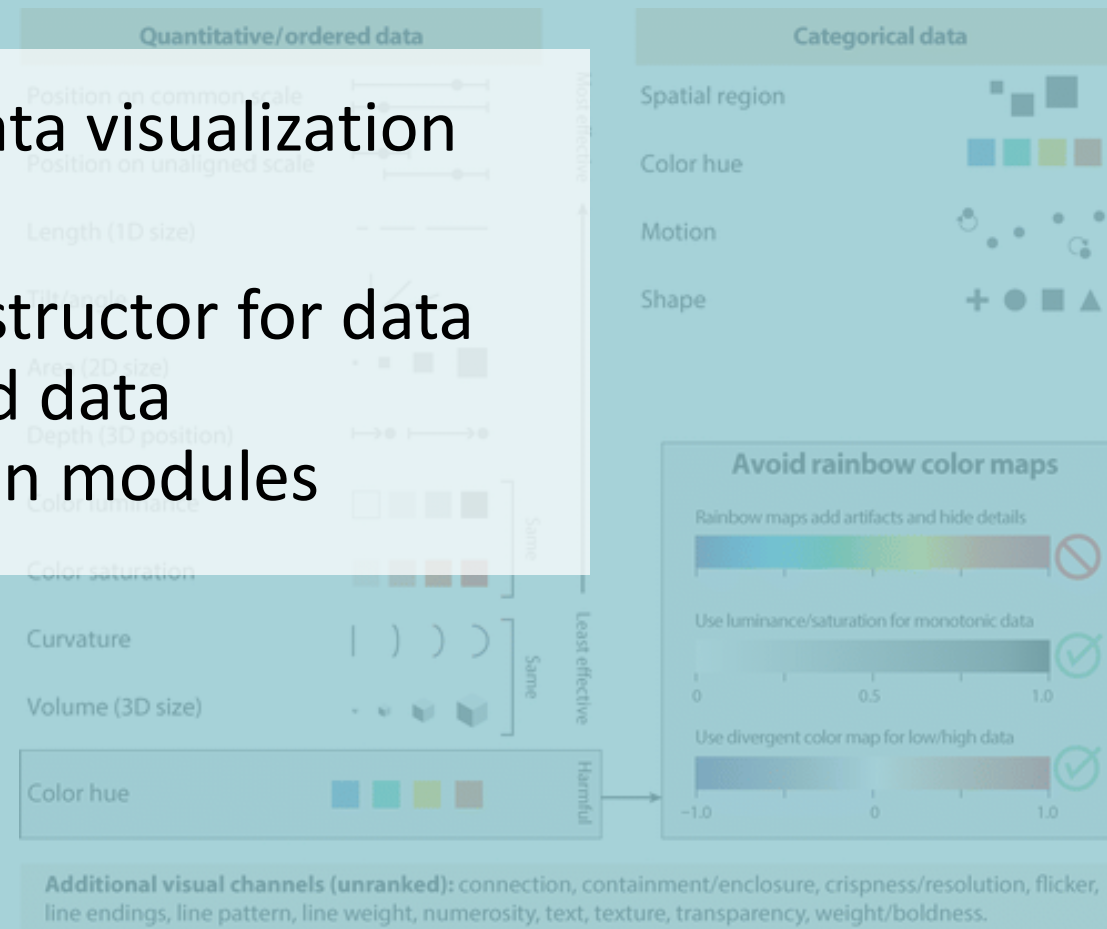 Quantitative/ordered data
Position on common scale
Position on unaligned scale
Length (1D size)
Tilt/angle
Area (2D size)
Depth (3D position)
Color luminance
Color saturation
Same
Curvature
Volume (3D size)
Same
Color hue
Most effective
Least effective
Harmful
ata visualization
structor for data
d data
n modules
Categorical data
Spatial region
Color hue
Motion
Shape
Avoid rainbow color maps
Rainbow maps add artifacts and hide details
Use luminance/saturation for monotonic data
0 0.5 1.0
Use divergent color map for low/high data
−1.0 0 1.0
Additional visual channels (unranked): connection, containment/enclosure, crispness/resolution, flicker,
line endings, line pattern, line weight, numerosity, text, texture, transparency, weight/boldness.